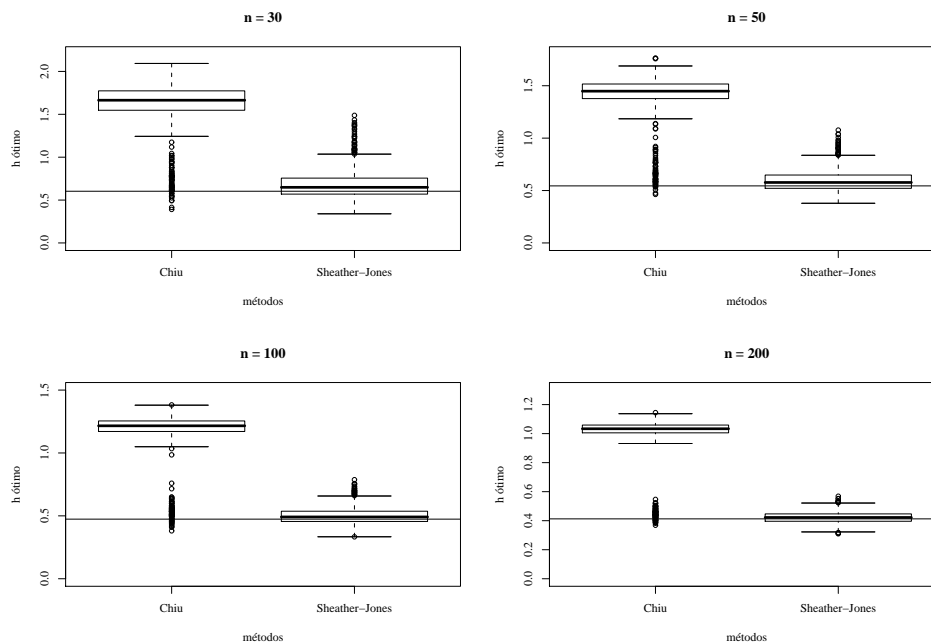 n = 30
h ótimo
0.0 0.5 1.0 1.5 2.0
Chiu Sheather−Jones
métodos
n = 50
h ótimo
0.0 0.5 1.0 1.5
Chiu Sheather−Jones
métodos
n = 100
h ótimo
0.0 0.5 1.0 1.5
Chiu Sheather−Jones
métodos
n = 200
h ótimo
0.0 0.2 0.4 0.6 0.8 1.0 1.2
Chiu Sheather−Jones
métodos